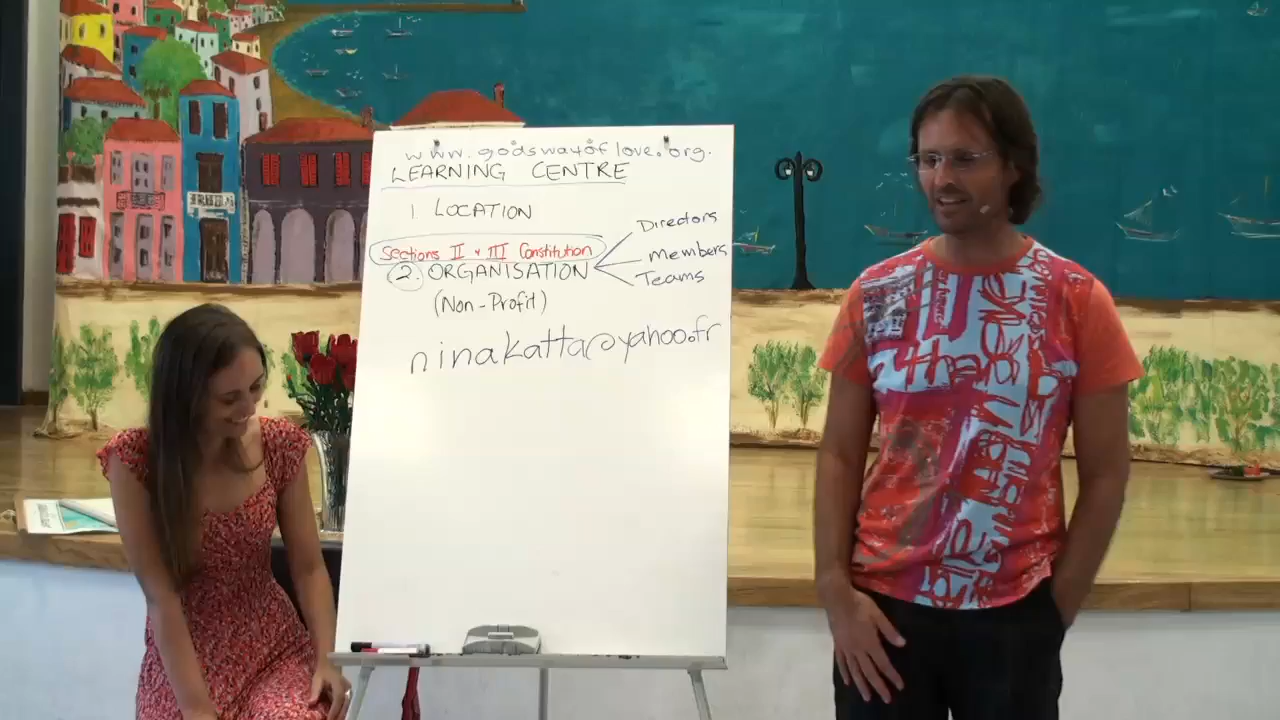 www.godswayoflove.org.
LEARNING CENTRE
1. LOCATION
Sections II & III Constitution
2. ORGANISATION
Directors
Members
Teams
(Non-Profit)
ninakatta@yahoo.fr